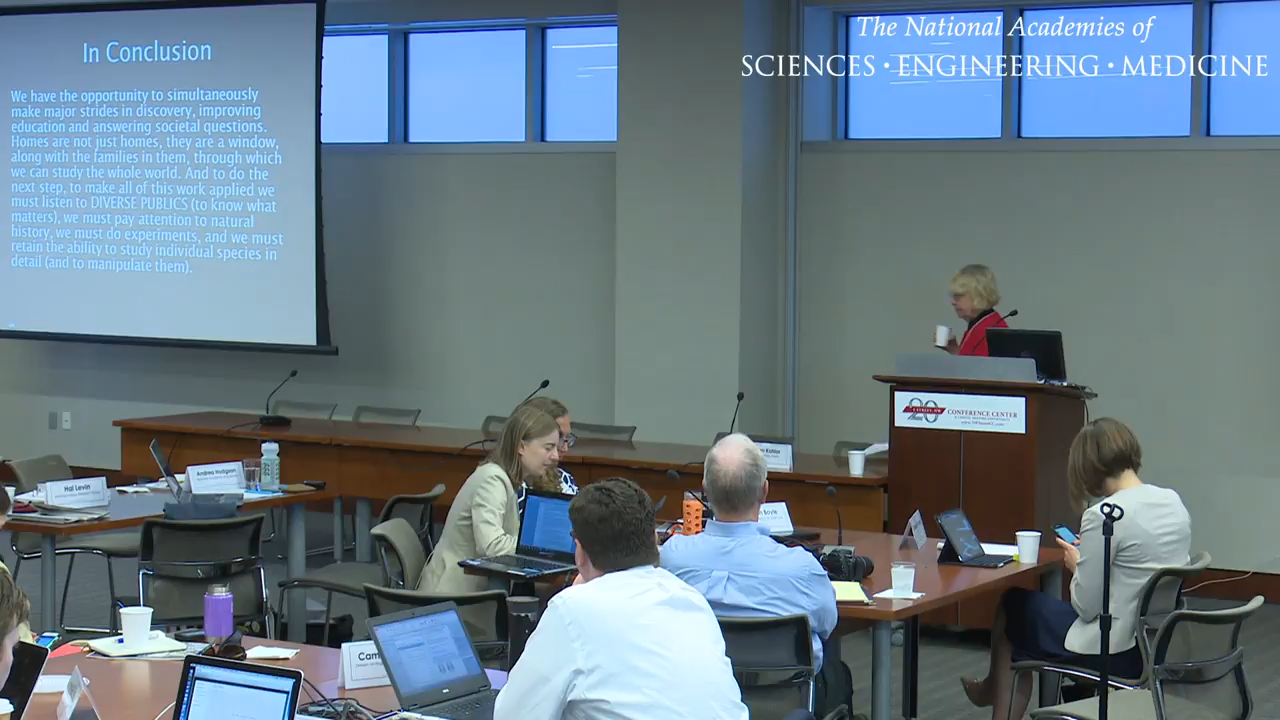 In Conclusion
We have the opportunity to simultaneously
make major strides in discovery, improving
education and answering societal questions.
Homes are not just homes, they are a window,
along with the families in them, through which
we can study the whole world. And to do the
next step, to make all of this work applied we
must listen to DIVERSE PUBLICS (to know what
matters), we must pay attention to natural
history, we must do experiments, and we must
retain the ability to study individual species in
detail (and to manipulate them).
The National Academies of
SCIENCES • ENGINEERING • MEDICINE
20
CONFERENCE CENTER
Hal Levin
Andrea Hodgson
Cam